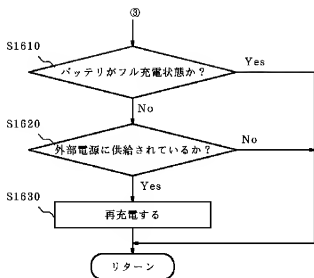 ③
S1610
バッテリがフル充電状態か?
Yes
No
S1620
外部電源に供給されているか?
No
Yes
S1630
再充電する
リターン